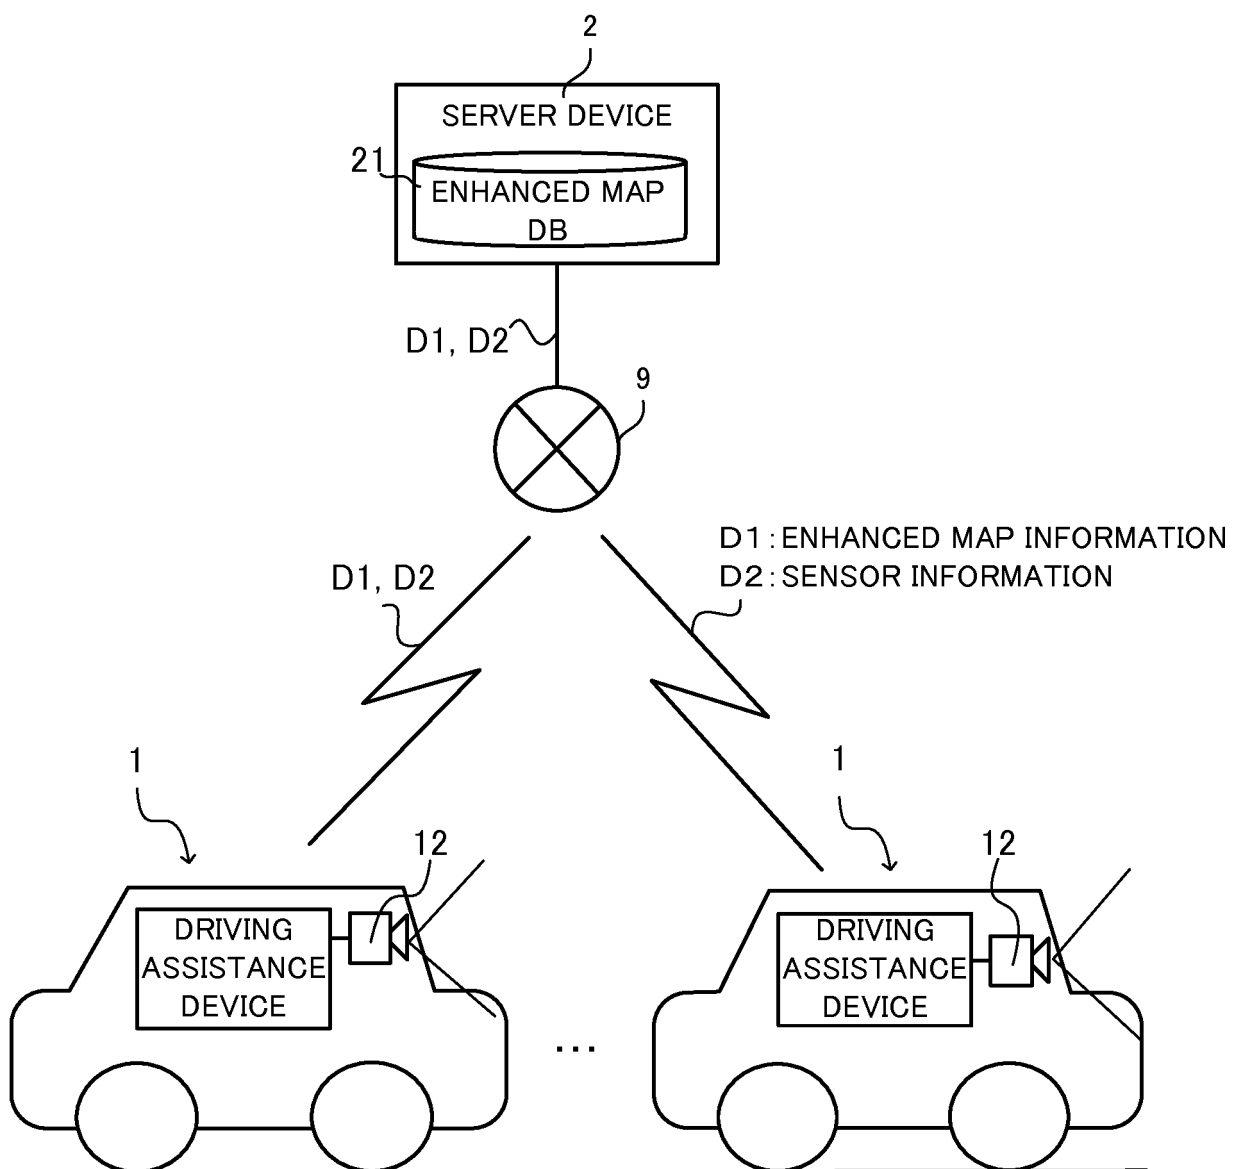 2
SERVER DEVICE
21
ENHANCED MAP
DB
D1, D2
9
D1:ENHANCED MAP INFORMATION
D2:SENSOR INFORMATION
D1, D2
1
12
DRIVING
ASSISTANCE
DEVICE
...
1
12
DRIVING
ASSISTANCE
DEVICE